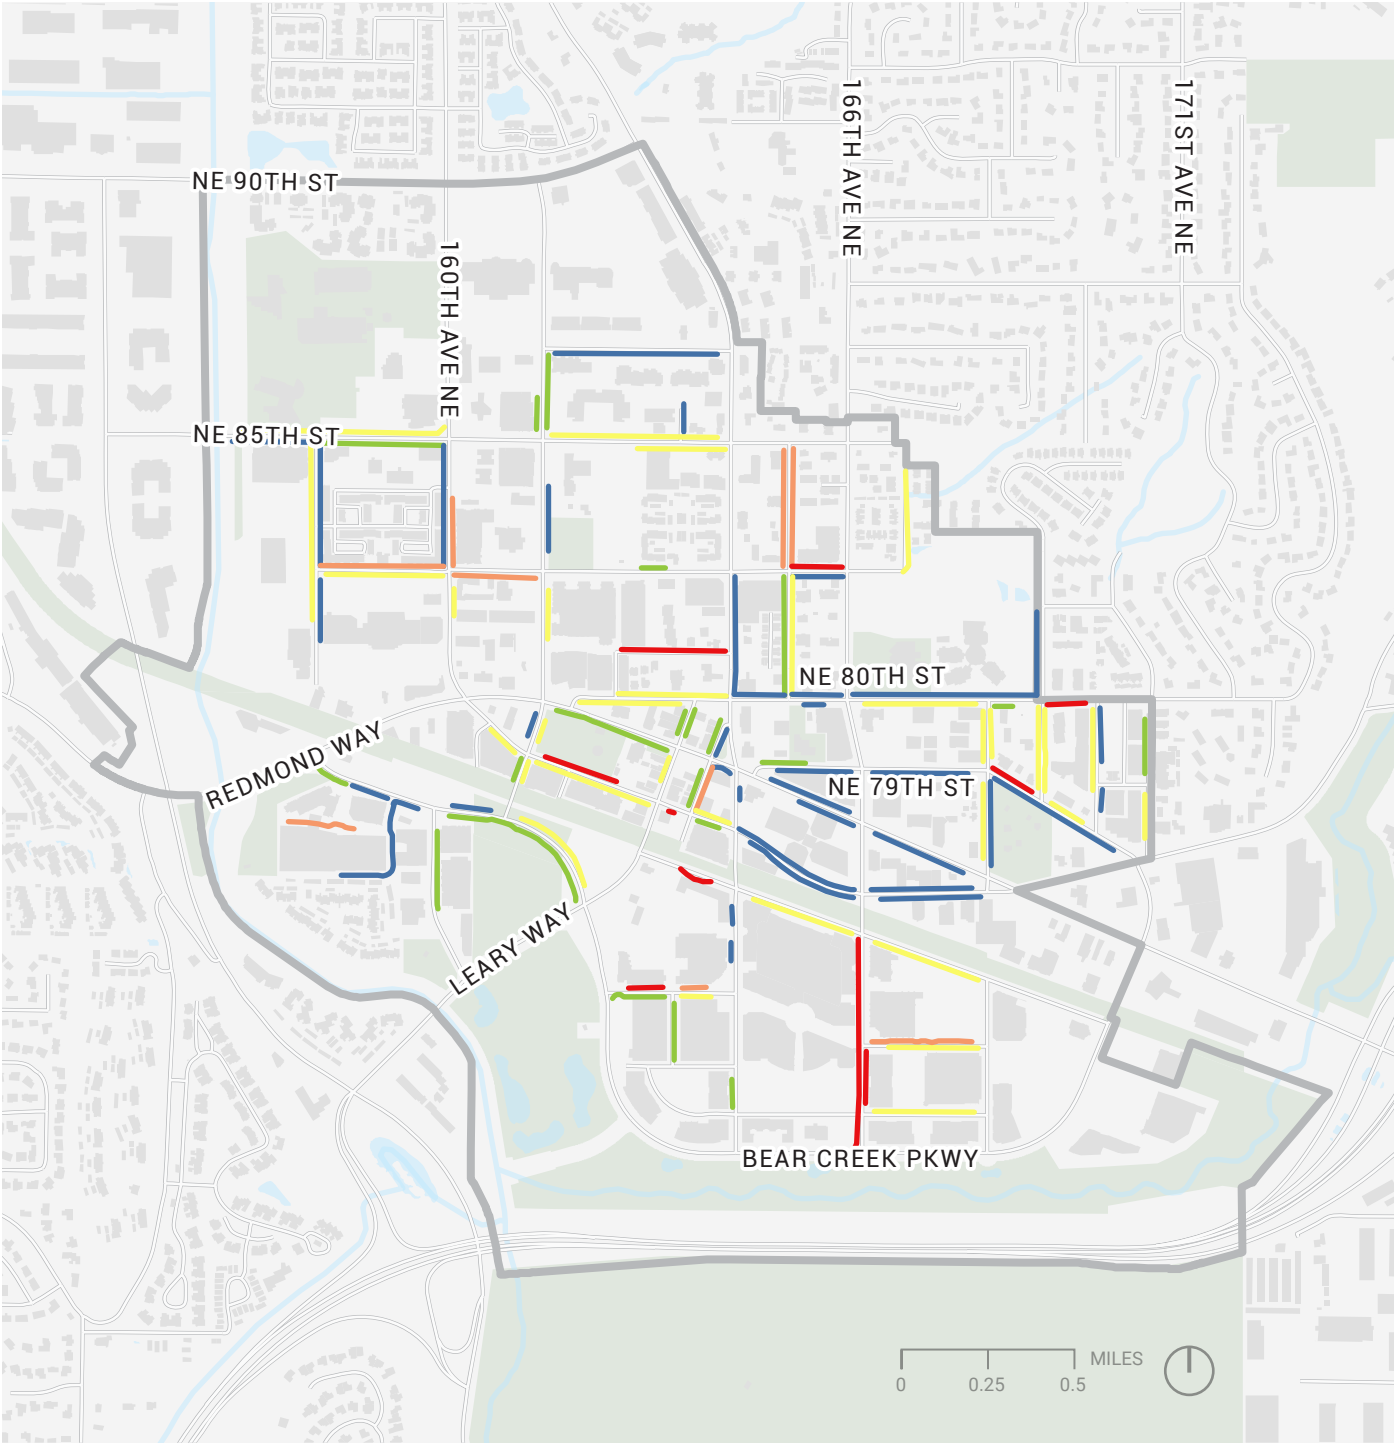 166TH AVE NE
171ST AVE NE
NE 90TH ST
160TH AVE NE
NE 85TH ST
NE 80TH ST
REDMOND WAY
NE 79TH ST
LEARY WAY
BEAR CREEK PKWY
MILES
0 0.25 0.5